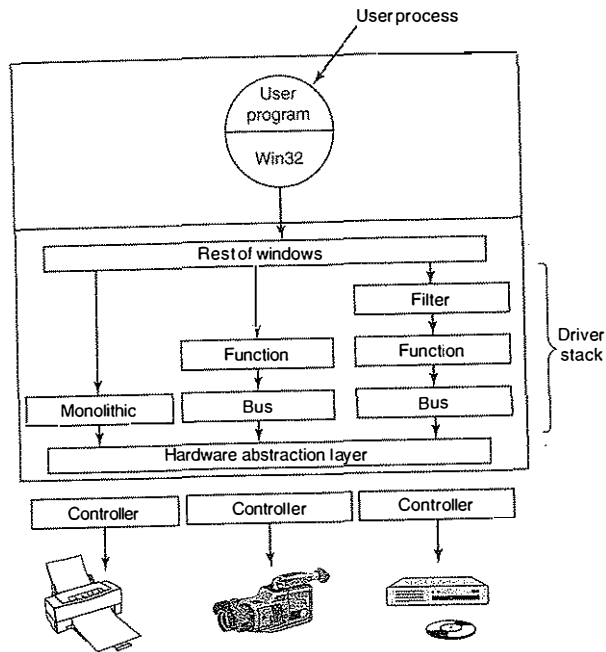 User process
User
program
Win32
Rest of windows
Filter
Function
Function
Driver
stack
Monolithic
Bus
Bus
Hardware abstraction layer
Controller
Controller
Controller